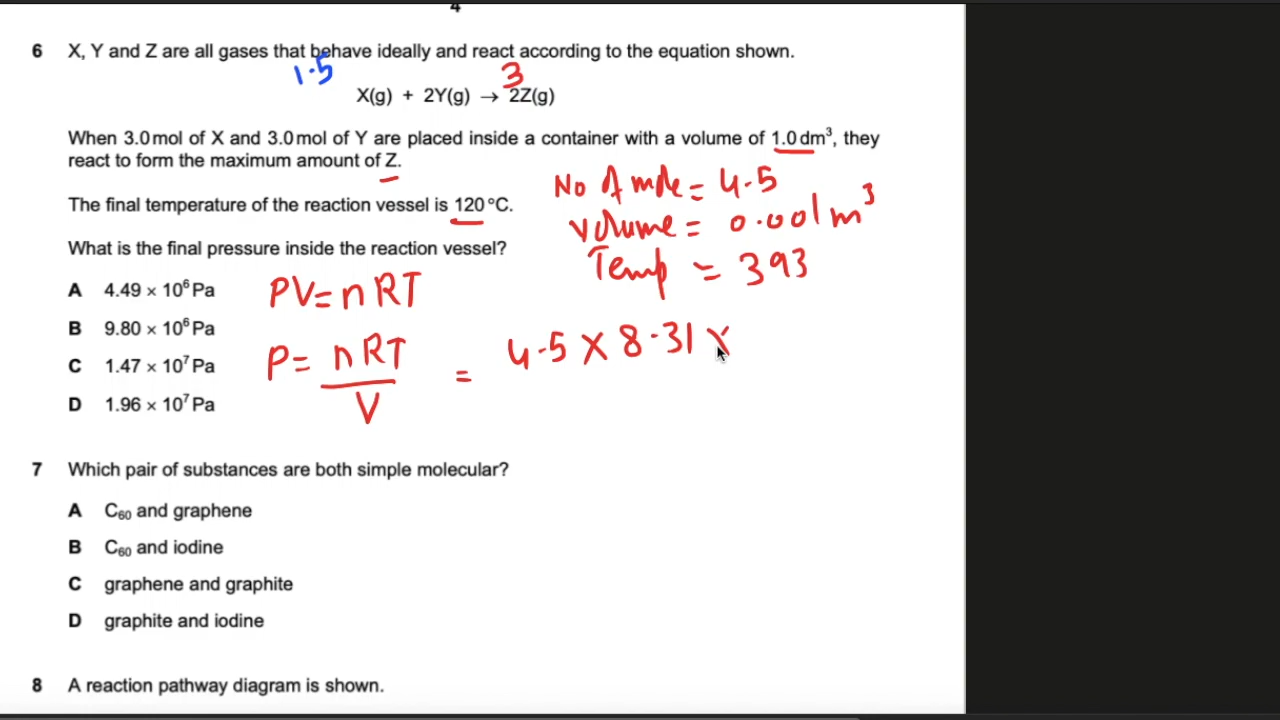 4
6 X, Y and Z are all gases that behave ideally and react according to the equation shown.
1.5
3
X(g) + 2Y(g) → 2Z(g)
When 3.0 mol of X and 3.0 mol of Y are placed inside a container with a volume of 1.0 dm³, they
react to form the maximum amount of Z.
No of mole = 4.5
The final temperature of the reaction vessel is 120 °C.
Volume = 0.001 m³
What is the final pressure inside the reaction vessel?
Temp = 393
A 4.49 × 10⁶ Pa
PV = nRT
B 9.80 × 10⁶ Pa
C 1.47 × 10⁷ Pa
P = nRT / V = 4.5 X 8.31 X
D 1.96 × 10⁷ Pa
7 Which pair of substances are both simple molecular?
A C₆₀ and graphene
B C₆₀ and iodine
C graphene and graphite
D graphite and iodine
8 A reaction pathway diagram is shown.